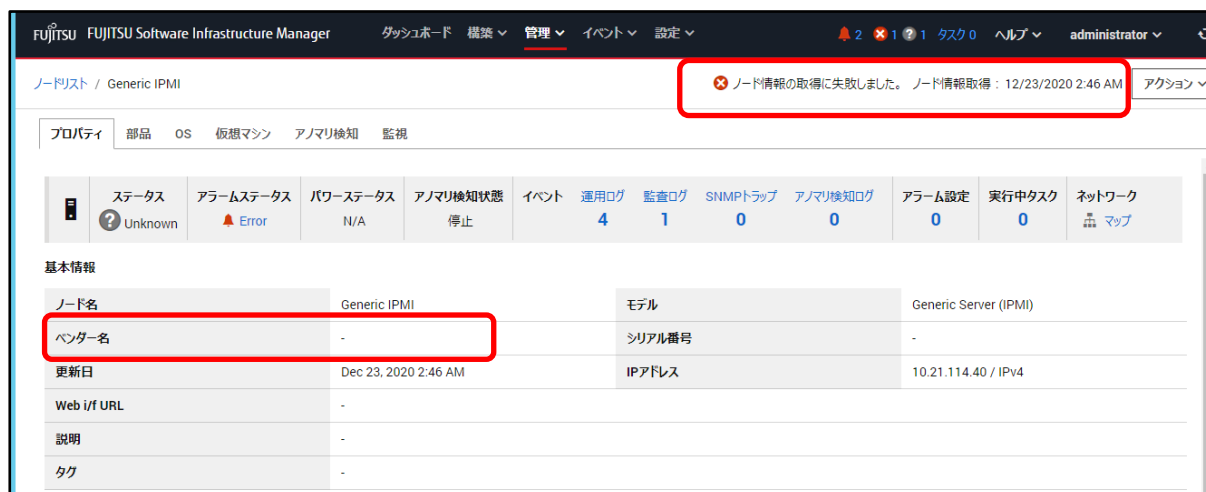 FUJITSU FUJITSU Software Infrastructure Manager ダッシュボード 構築 管理 イベント 設定 2 1 1 タスク 0 ヘルプ administrator
ノードリスト / Generic IPMI ノード情報の取得に失敗しました。 ノード情報取得 : 12/23/2020 2:46 AM アクション
プロパティ 部品 OS 仮想マシン アノマリ検知 監視
ステータス アラームステータス パワーステータス アノマリ検知状態 イベント 運用ログ 監査ログ SNMPトラップ アノマリ検知ログ アラーム設定 実行中タスク ネットワーク
Unknown Error N/A 停止 4 1 0 0 0 0 マップ
基本情報
ノード名 Generic IPMI モデル Generic Server (IPMI)
ベンダー名 - シリアル番号 -
更新日 Dec 23, 2020 2:46 AM IPアドレス 10.21.114.40 / IPv4
Web i/f URL -
説明 -
タグ -